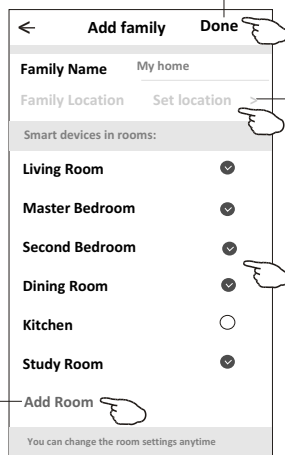 ← Add family Done
Family Name My home
Family Location Set location >
Smart devices in rooms:
Living Room
Master Bedroom
Second Bedroom
Dining Room
Kitchen
Study Room
Add Room
You can change the room settings anytime